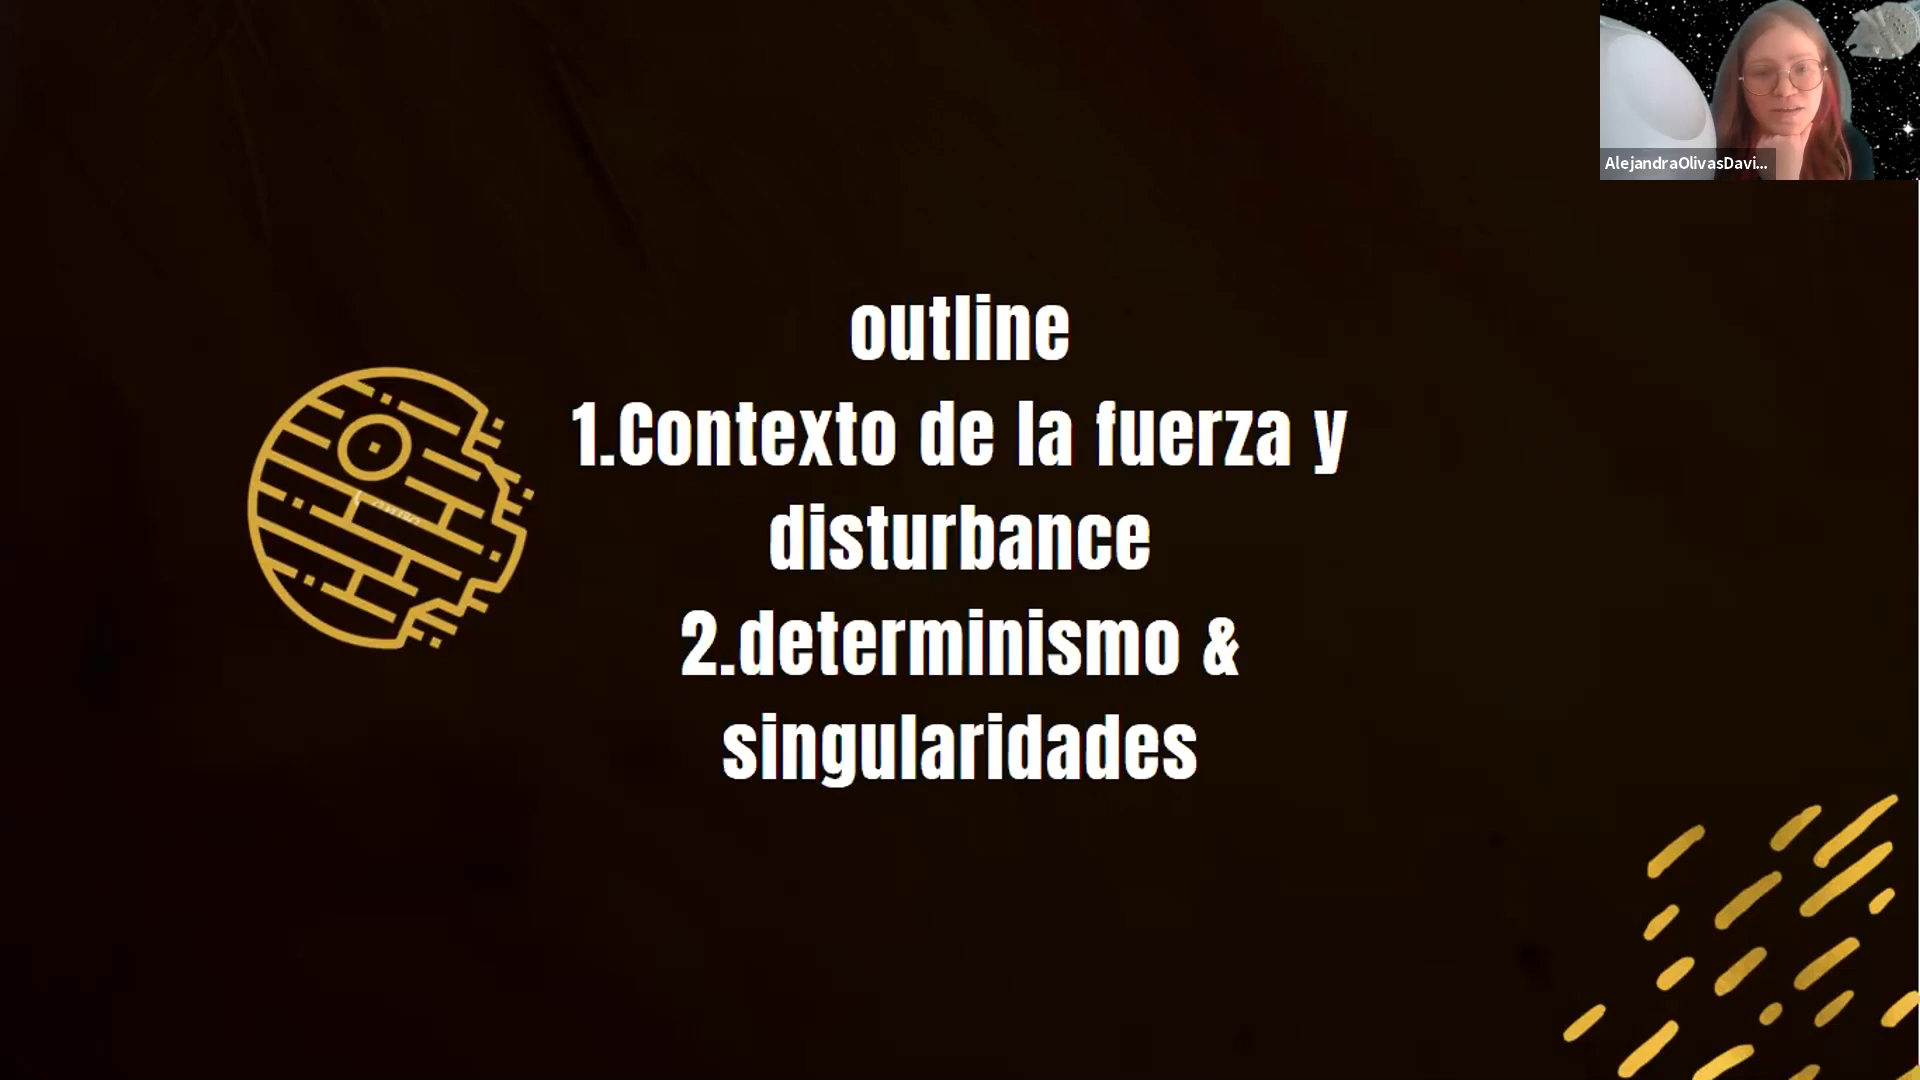 AlejandraOlivasDavi...
outline
1.Contexto de la fuerza y
disturbance
2.determinismo &
singularidades